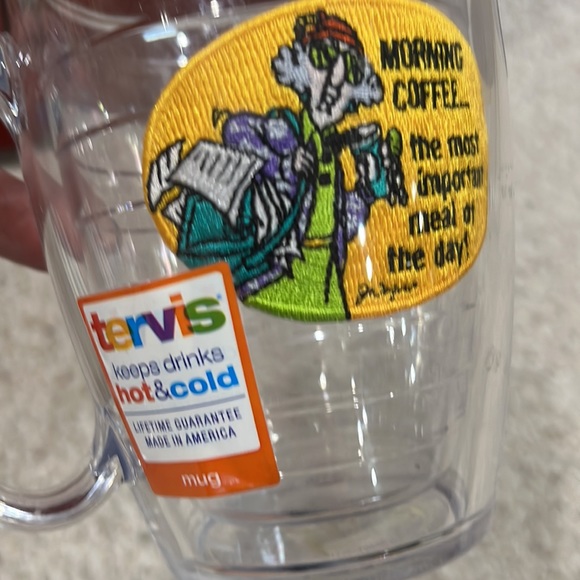 MORNING
COFFEE...
the most
important
meal of
the day!
tervis
keeps drinks
hot&cold
LIFETIME GUARANTEE
MADE IN AMERICA
mug